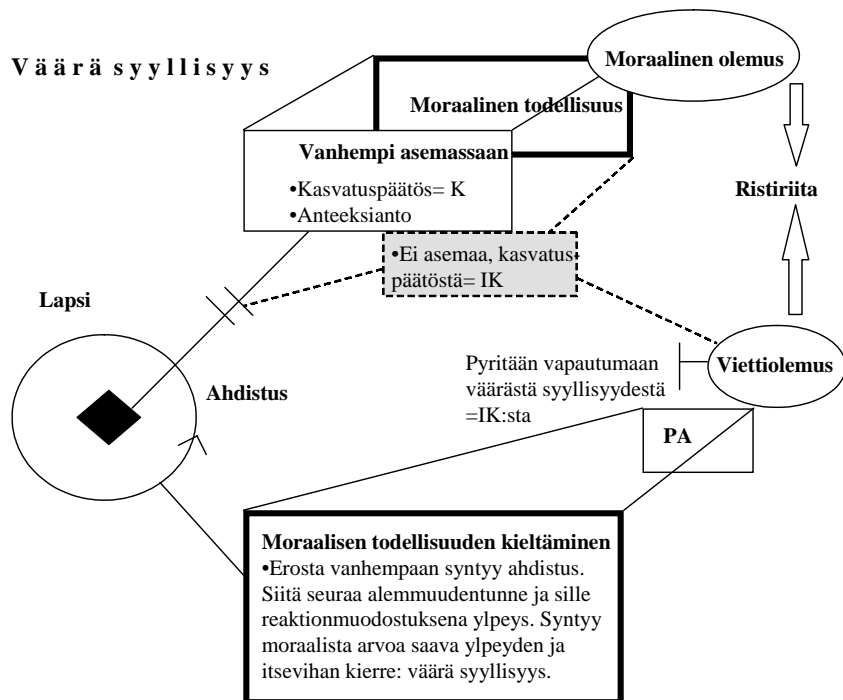 V ä ä r ä  s y y l l i s y y s
Moraalinen olemus
Moraalinen todellisuus
Vanhempi asemassaan
•Kasvatuspäätös= K
•Anteeksianto
Ristiriita
•Ei asemaa, kasvatus-
päätöstä= IK
Lapsi
Ahdistus
Pyritään vapautumaan
väärästä syyllisyydestä
=IK:sta
Viettiolemus
PA
Moraalisen todellisuuden kieltäminen
•Erosta vanhempaan syntyy ahdistus.
Siitä seuraa alemmuudentunne ja sille
reaktionmuodostuksena ylpeys. Syntyy
moraalista arvoa saava ylpeyden ja
itsevihan kierre: väärä syyllisyys.